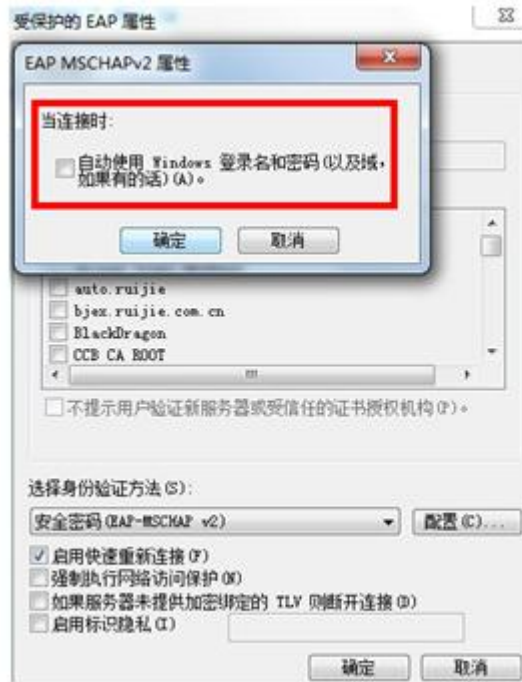 受保护的 EAP 属性
EAP MSCHAPv2 属性
当连接时:
自动使用 Windows 登录名和密码(以及域,
如果有的话)(A)。
确定
取消
auto.ruijie
bjex.ruijie.com.cn
BlackDragon
CCB CA ROOT
不提示用户验证新服务器或受信任的证书授权机构(P)。
选择身份验证方法(S):
安全密码(EAP-MSCHAP v2)
配置(C)...
启用快速重新连接(F)
强制执行网络访问保护(N)
如果服务器未提供加密绑定的 TLV 则断开连接(D)
启用标识隐私(I)
确定
取消